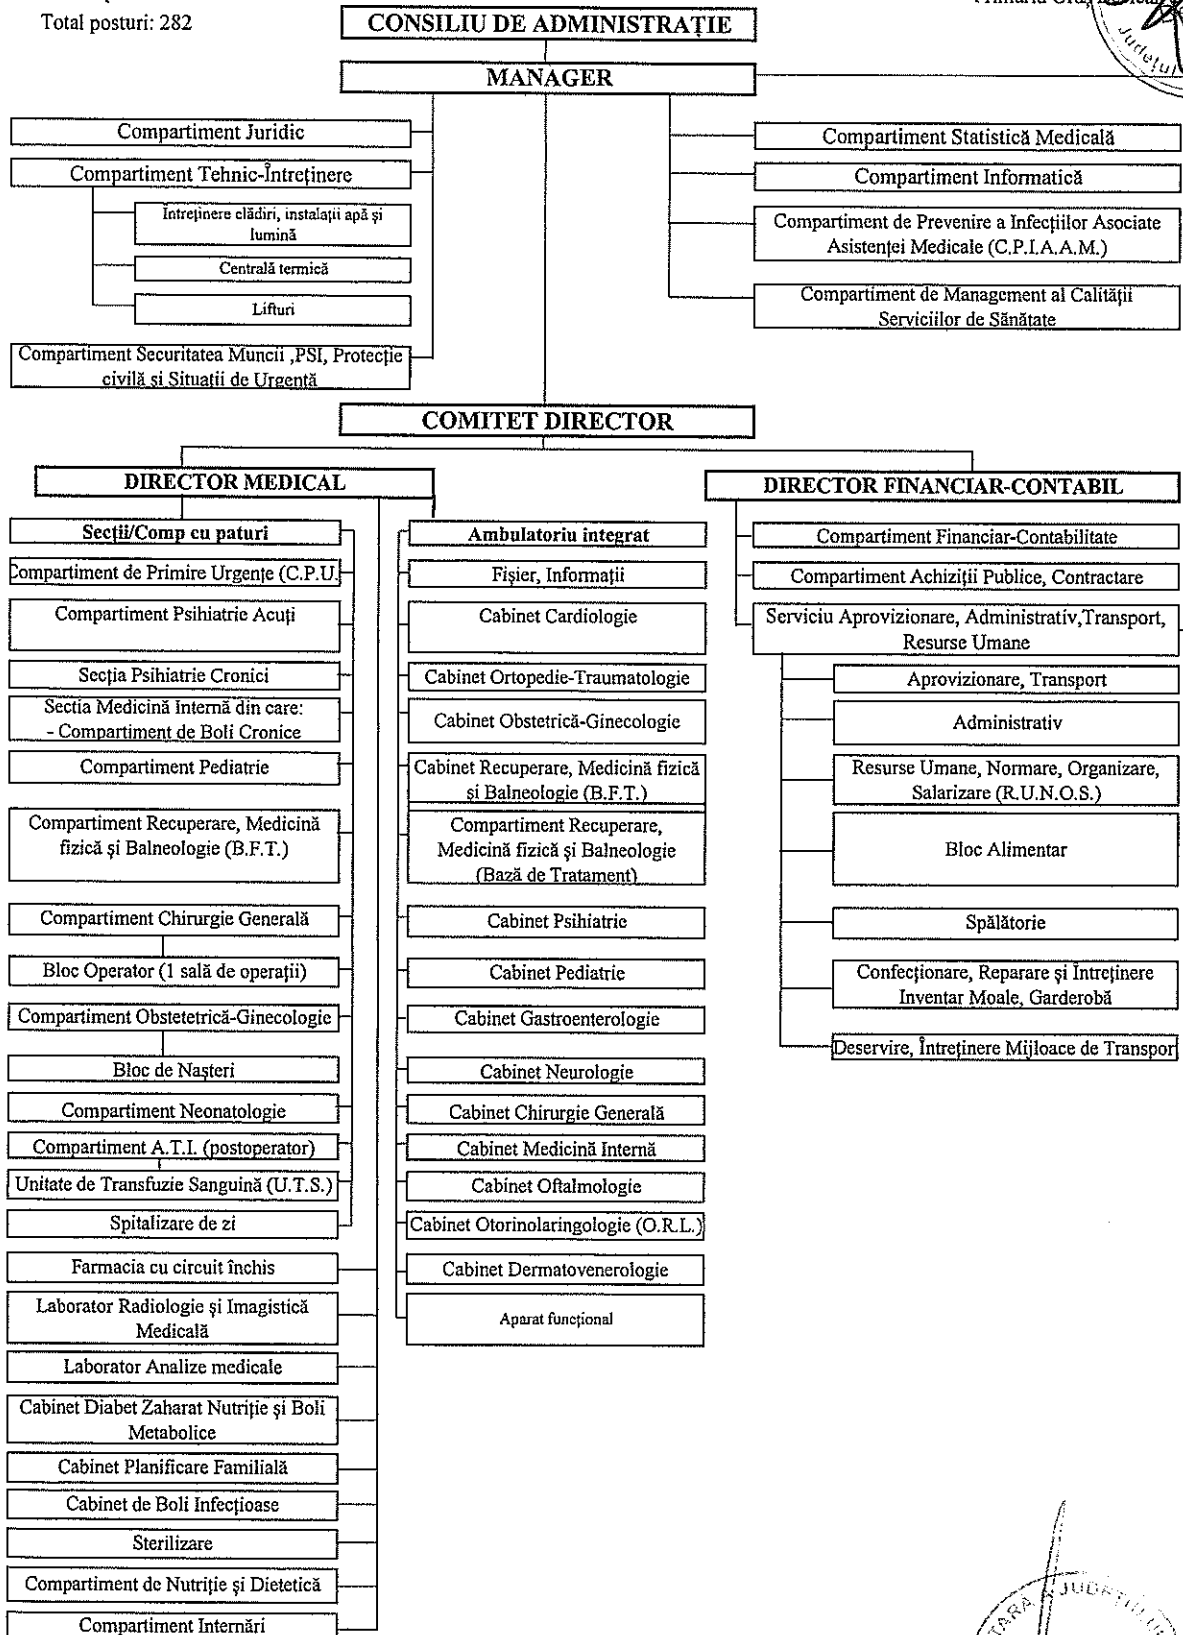 Total posturi: 282
CONSILIU DE ADMINISTRAȚIE
Județul
MANAGER
Compartiment Juridic
Compartiment Tehnic-Întreținere
Întreținere clădiri, instalații apă și
lumină
Centrală termică
Lifturi
Compartiment Securitatea Muncii ,PSI, Protecție
civilă și Situații de Urgență
Compartiment Statistică Medicală
Compartiment Informatică
Compartiment de Prevenire a Infecțiilor Asociate
Asistenței Medicale (C.P.I.A.A.M.)
Compartiment de Management al Calității
Serviciilor de Sănătate
COMITET DIRECTOR
DIRECTOR MEDICAL
Secții/Comp cu paturi
Compartiment de Primire Urgențe (C.P.U.
Compartiment Psihiatrie Acuți
Secția Psihiatrie Cronici
Sectia Medicină Internă din care:
- Compartiment de Boli Cronice
Compartiment Pediatrie
Compartiment Recuperare, Medicină
fizică și Balneologie (B.F.T.)
Compartiment Chirurgie Generală
Bloc Operator (1 sală de operații)
Compartiment Obstetetrică-Ginecologie
Bloc de Nașteri
Compartiment Neonatologie
Compartiment A.T.I. (postoperator)
Unitate de Transfuzie Sanguină (U.T.S.)
Spitalizare de zi
Farmacia cu circuit închis
Laborator Radiologie și Imagistică
Medicală
Laborator Analize medicale
Cabinet Diabet Zaharat Nutriție și Boli
Metabolice
Cabinet Planificare Familială
Cabinet de Boli Infecțioase
Sterilizare
Compartiment de Nutriție și Dietetică
Compartiment Internări
Ambulatoriu integrat
Fișier, Informații
Cabinet Cardiologie
Cabinet Ortopedie-Traumatologie
Cabinet Obstetrică-Ginecologie
Cabinet Recuperare, Medicină fizică
și Balneologie (B.F.T.)
Compartiment Recuperare,
Medicină fizică și Balneologie
(Bază de Tratament)
Cabinet Psihiatrie
Cabinet Pediatrie
Cabinet Gastroenterologie
Cabinet Neurologie
Cabinet Chirurgie Generală
Cabinet Medicină Internă
Cabinet Oftalmologie
Cabinet Otorinolaringologie (O.R.L.)
Cabinet Dermatovenerologie
Aparat funcțional
DIRECTOR FINANCIAR-CONTABIL
Compartiment Financiar-Contabilitate
Compartiment Achiziții Publice, Contractare
Serviciu Aprovizionare, Administrativ,Transport,
Resurse Umane
Aprovizionare, Transport
Administrativ
Resurse Umane, Normare, Organizare,
Salarizare (R.U.N.O.S.)
Bloc Alimentar
Spălătorie
Confecționare, Reparare și Întreținere
Inventar Moale, Garderobă
Deservire, Întreținere Mijloace de Transpor